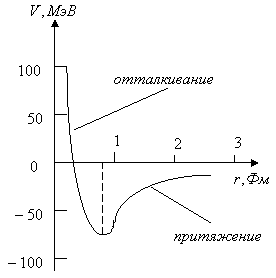 V, МэВ
100
отталкивание
50
1 2 3
0
r, Фм
– 50
притяжение
– 100